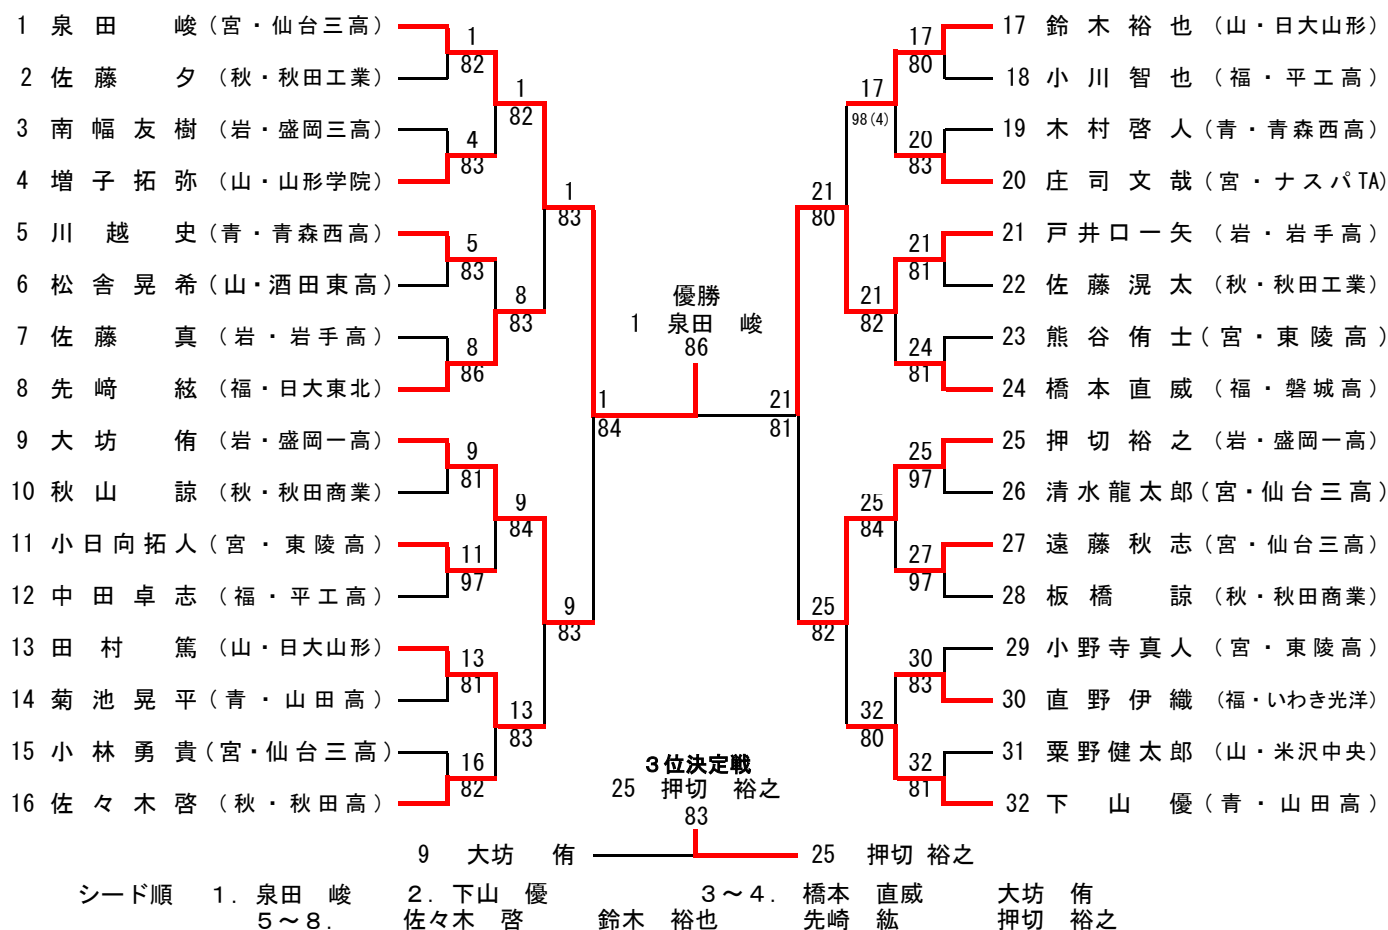 1 泉田 峻 (宮・仙台三高)
2 佐藤 夕 (秋・秋田工業)
3 南幅友樹 (岩・盛岡三高)
4 増子拓弥 (山・山形学院)
5 川越 史 (青・青森西高)
6 松舎晃希 (山・酒田東高)
7 佐藤 真 (岩・岩手高)
8 先﨑 絃 (福・日大東北)
9 大坊 侑 (岩・盛岡一高)
10 秋山 諒 (秋・秋田商業)
11 小日向拓人 (宮・東陵高)
12 中田卓志 (福・平工高)
13 田村 篤 (山・日大山形)
14 菊池晃平 (青・山田高)
15 小林勇貴 (宮・仙台三高)
16 佐々木啓 (秋・秋田高)
1
82
4
83
5
83
8
86
9
81
11
97
13
81
16
82
1
82
8
83
9
84
13
83
1
83
9
83
1
84
優勝
1 泉田 峻
86
21
81
21
80
25
82
17
98(4)
21
82
25
84
32
80
17
80
20
83
21
81
24
81
25
97
27
97
30
83
32
81
17 鈴木裕也 (山・日大山形)
18 小川智也 (福・平工高)
19 木村啓人 (青・青森西高)
20 庄司文哉 (宮・ナスパTA)
21 戸井口一矢 (岩・岩手高)
22 佐藤滉太 (秋・秋田工業)
23 熊谷侑士 (宮・東陵高)
24 橋本直威 (福・磐城高)
25 押切裕之 (岩・盛岡一高)
26 清水龍太郎 (宮・仙台三高)
27 遠藤秋志 (宮・仙台三高)
28 板橋 諒 (秋・秋田商業)
29 小野寺真人 (宮・東陵高)
30 直野伊織 (福・いわき光洋)
31 粟野健太郎 (山・米沢中央)
32 下山 優 (青・山田高)
３位決定戦
25 押切 裕之
83
9 大坊 侑
25 押切 裕之
シード順 １．泉田 峻 ２．下山 優 ３～４．橋本 直威 大坊 侑
５～８． 佐々木 啓 鈴木 裕也 先崎 紘 押切 裕之